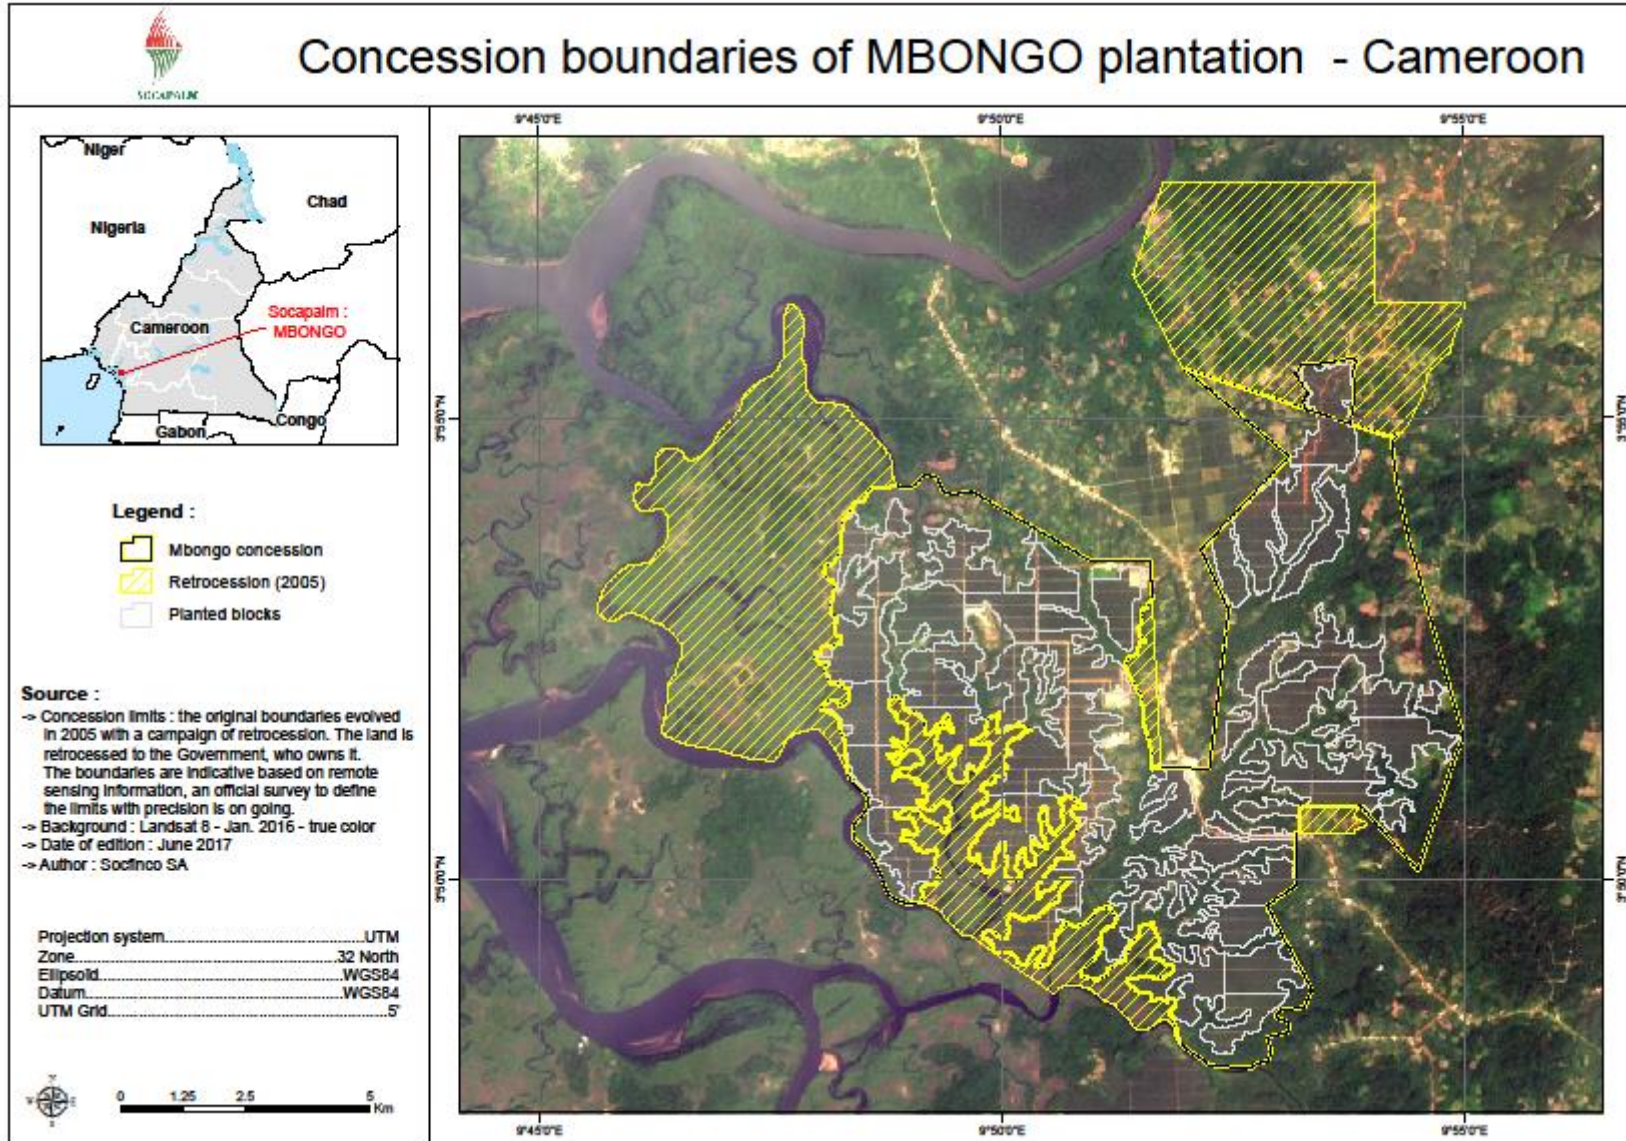 SOCAPALM
Concession boundaries of MBONGO plantation - Cameroon
Niger
Chad
Nigeria
Socapalm :
MBONGO
Cameroon
Congo
Gabon
Legend :
Mbongo concession
Retrocession (2005)
Planted blocks
Source :
-> Concession limits : the original boundaries evolved
in 2005 with a campaign of retrocession. The land is
retrocessed to the Government, who owns it.
The boundaries are indicative based on remote
sensing information, an official survey to define
the limits with precision is on going.
-> Background : Landsat 8 - Jan. 2016 - true color
-> Date of edition : June 2017
-> Author : Socfinco SA
Projection system UTM
Zone 32 North
Ellipsoid WGS84
Datum WGS84
UTM Grid 5'
0 1.25 2.5 5
Km
9°45'0"E 9°50'0"E 9°55'0"E
3°55'0"N 3°55'0"N
3°50'0"N 3°50'0"N
9°45'0"E 9°50'0"E 9°55'0"E